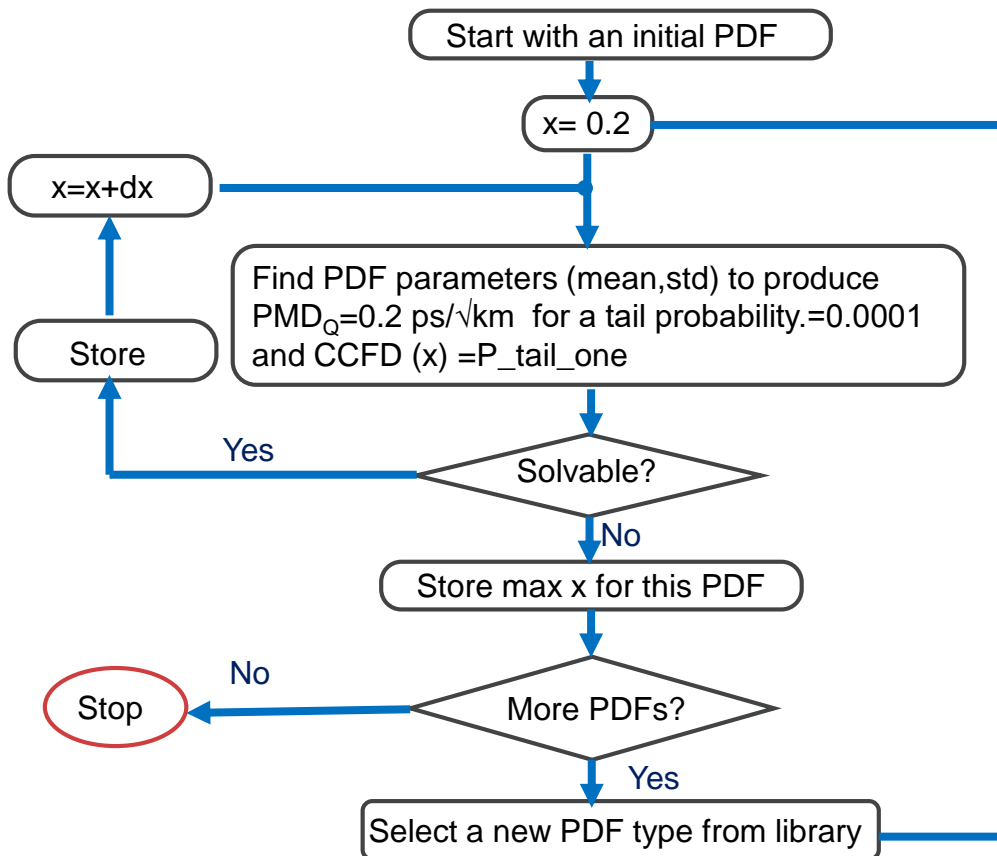 Start with an initial PDF
x= 0.2
x=x+dx
Find PDF parameters (mean,std) to produce
PMDQ=0.2 ps/√km for a tail probability.=0.0001
and CCFD (x) =P_tail_one
Store
Yes
Solvable?
No
Store max x for this PDF
No
Stop
More PDFs?
Yes
Select a new PDF type from library